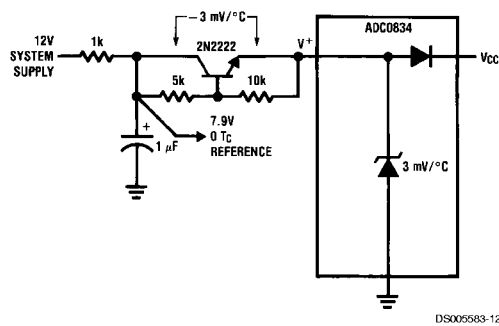 −3 mV/°C
ADC0834
12V
SYSTEM
SUPPLY
1k
2N2222
V+
VCC
5k
10k
+
1 µF
7.9V
0 TC
REFERENCE
3 mV/°C
DS005583-12